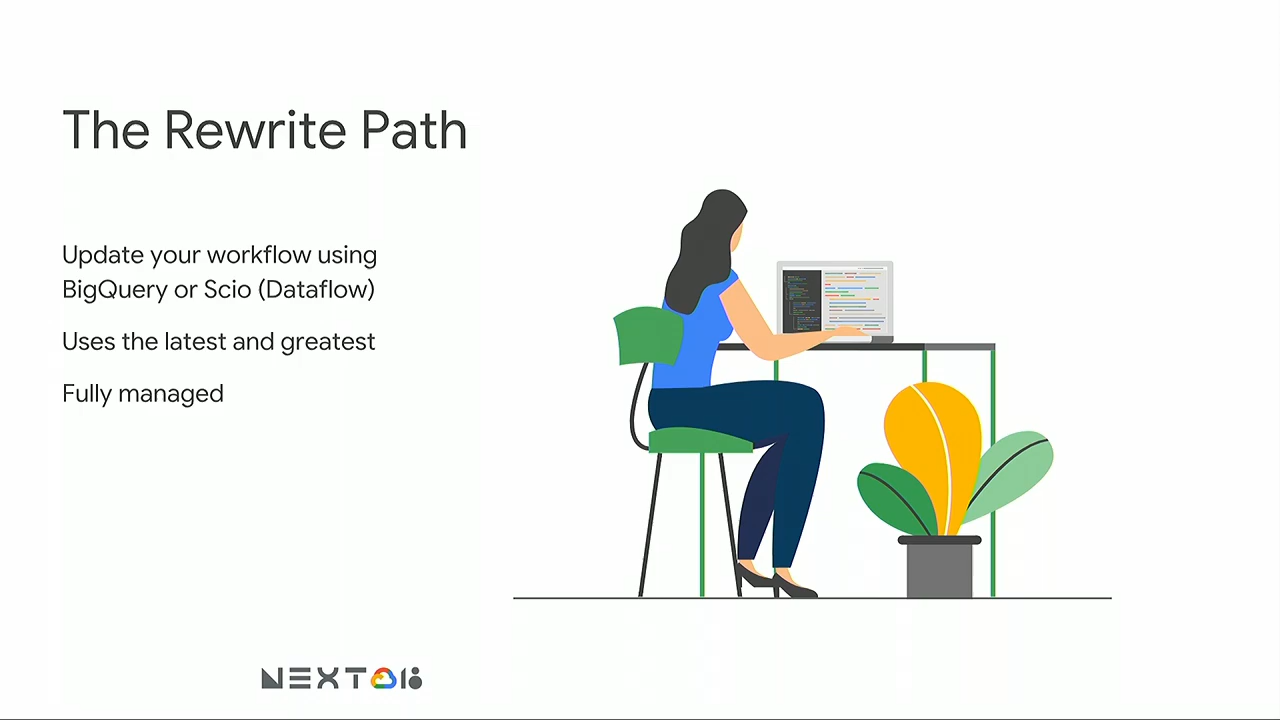 The Rewrite Path
Update your workflow using
BigQuery or Scio (Dataflow)
Uses the latest and greatest
Fully managed
NEXT 18